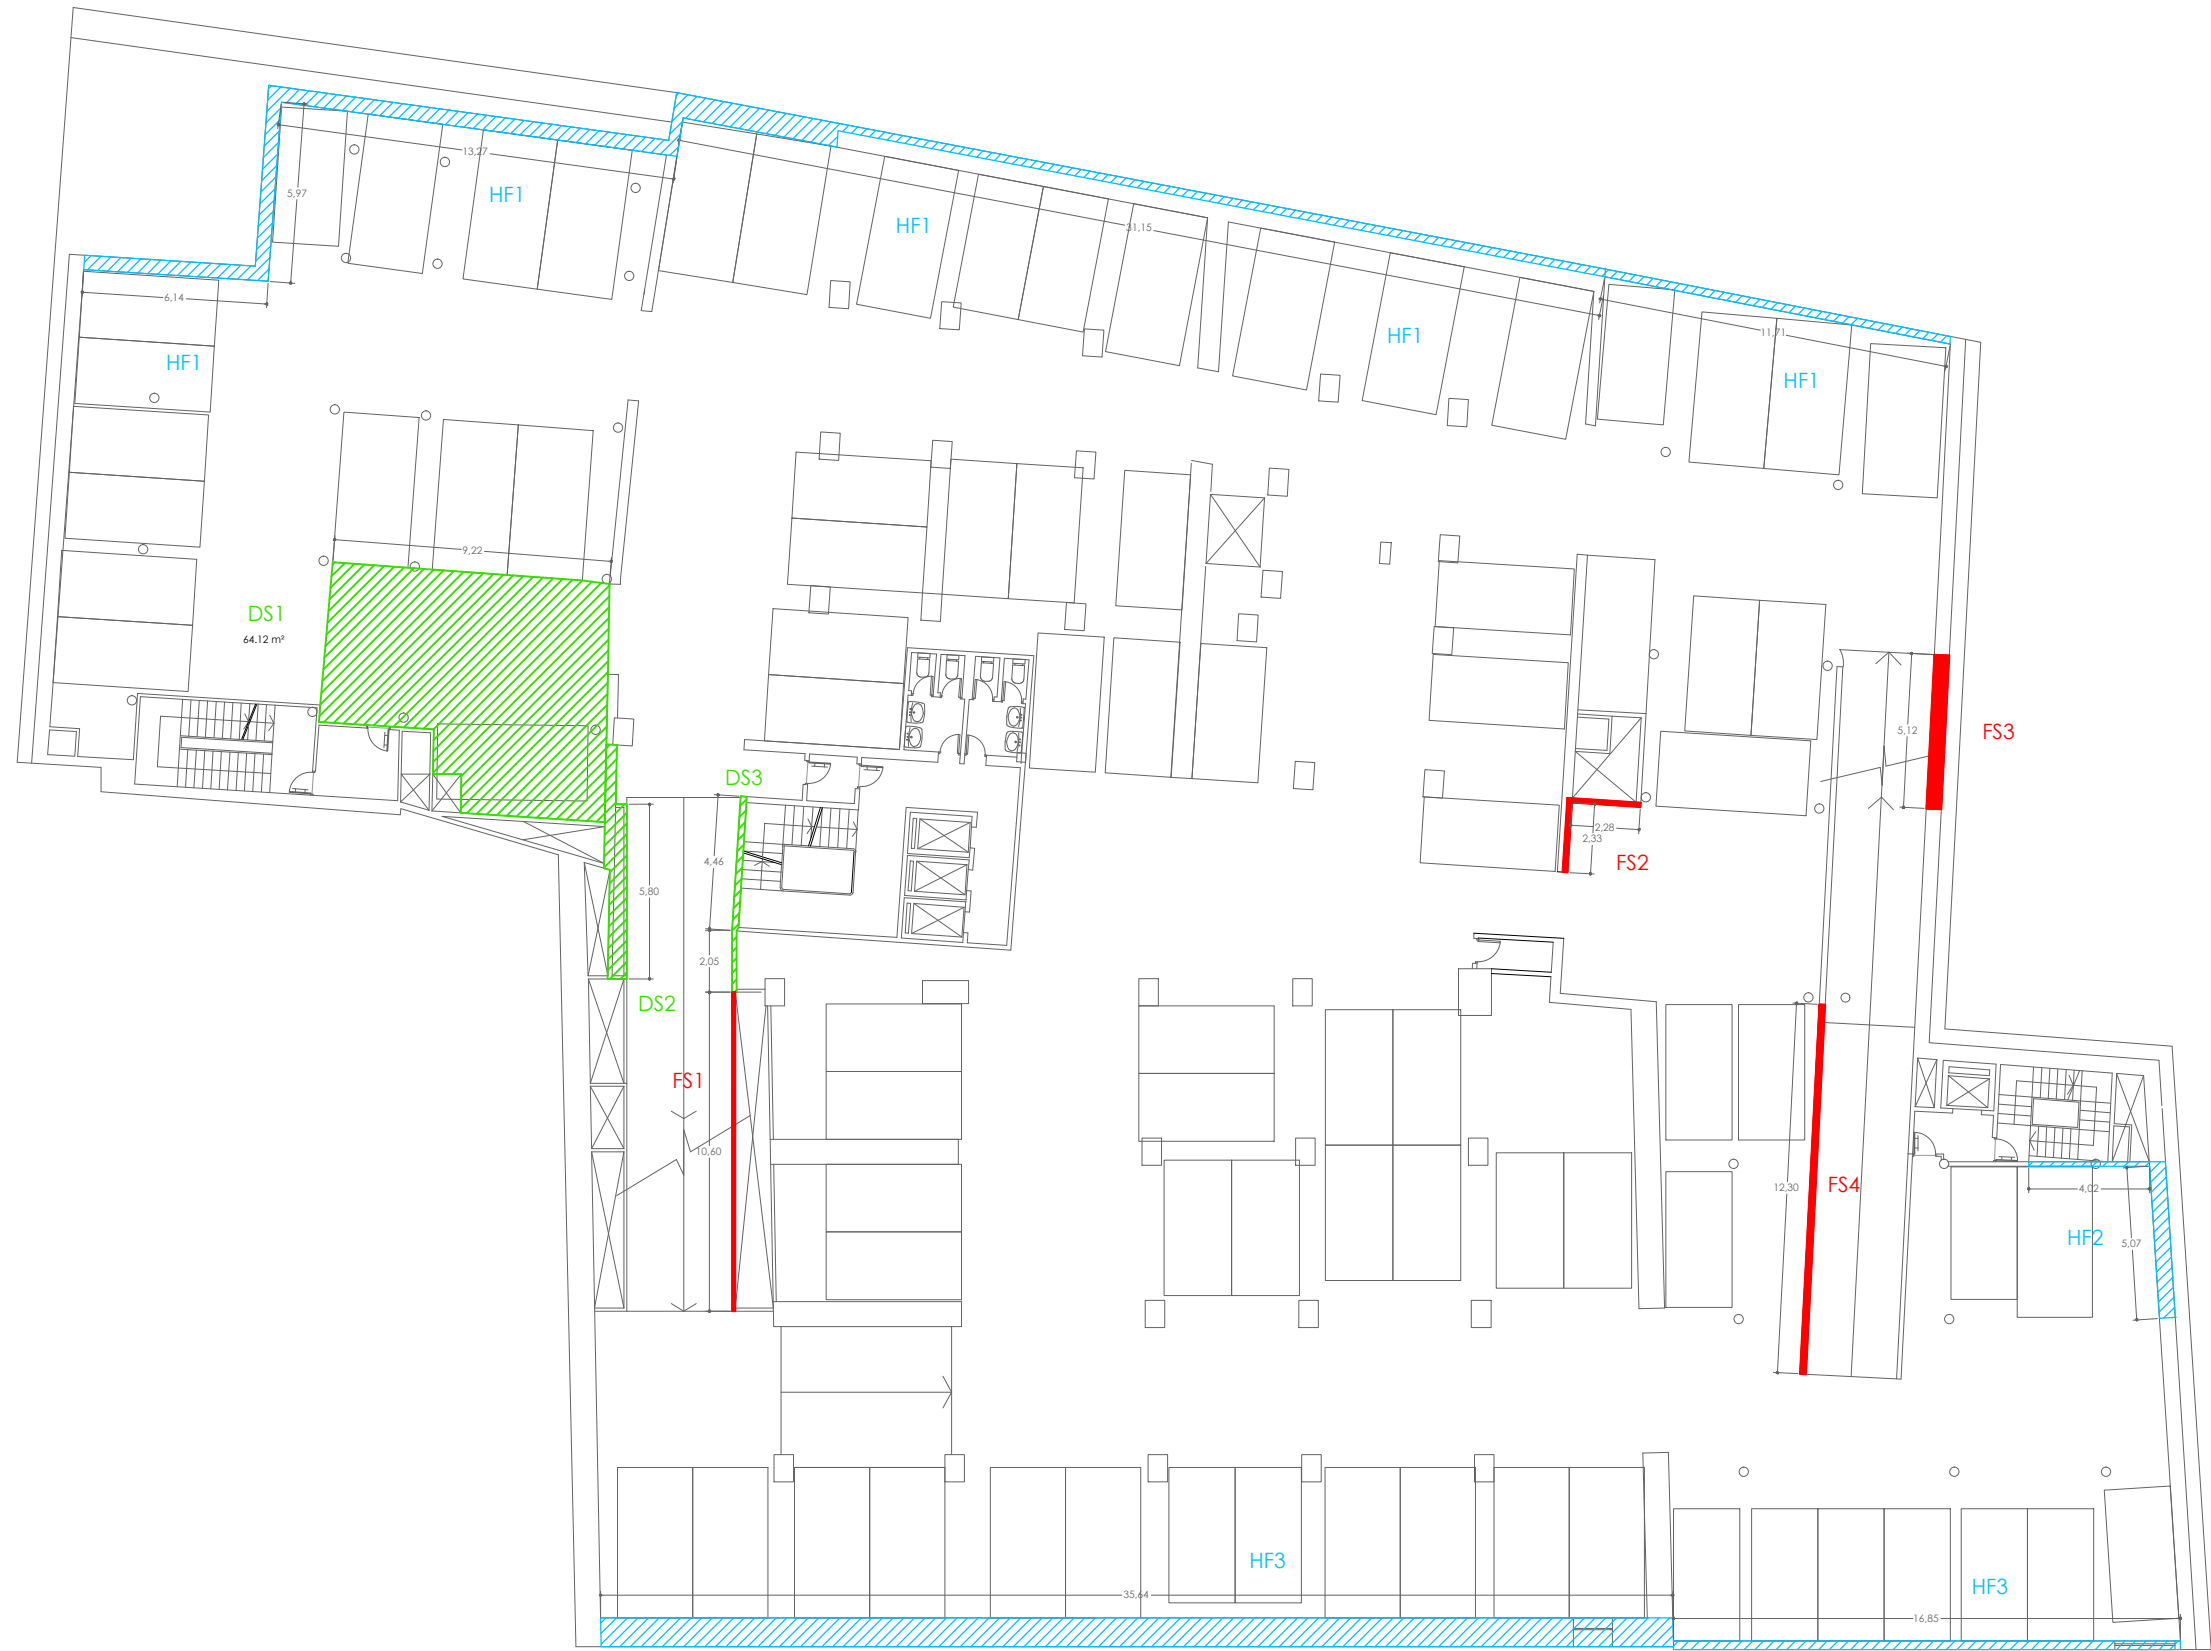 13,27
5,97
HF1
HF1
31,15
6,14
HF1
HF1
11,71
HF1
9,22
DS1
64.12 m²
5,12
FS3
DS3
4,46
5,80
2,28
2,33
FS2
2,05
DS2
FS1
10,60
12,30
FS4
4,02
HF2
5,07
HF3
HF3
35,64
16,85